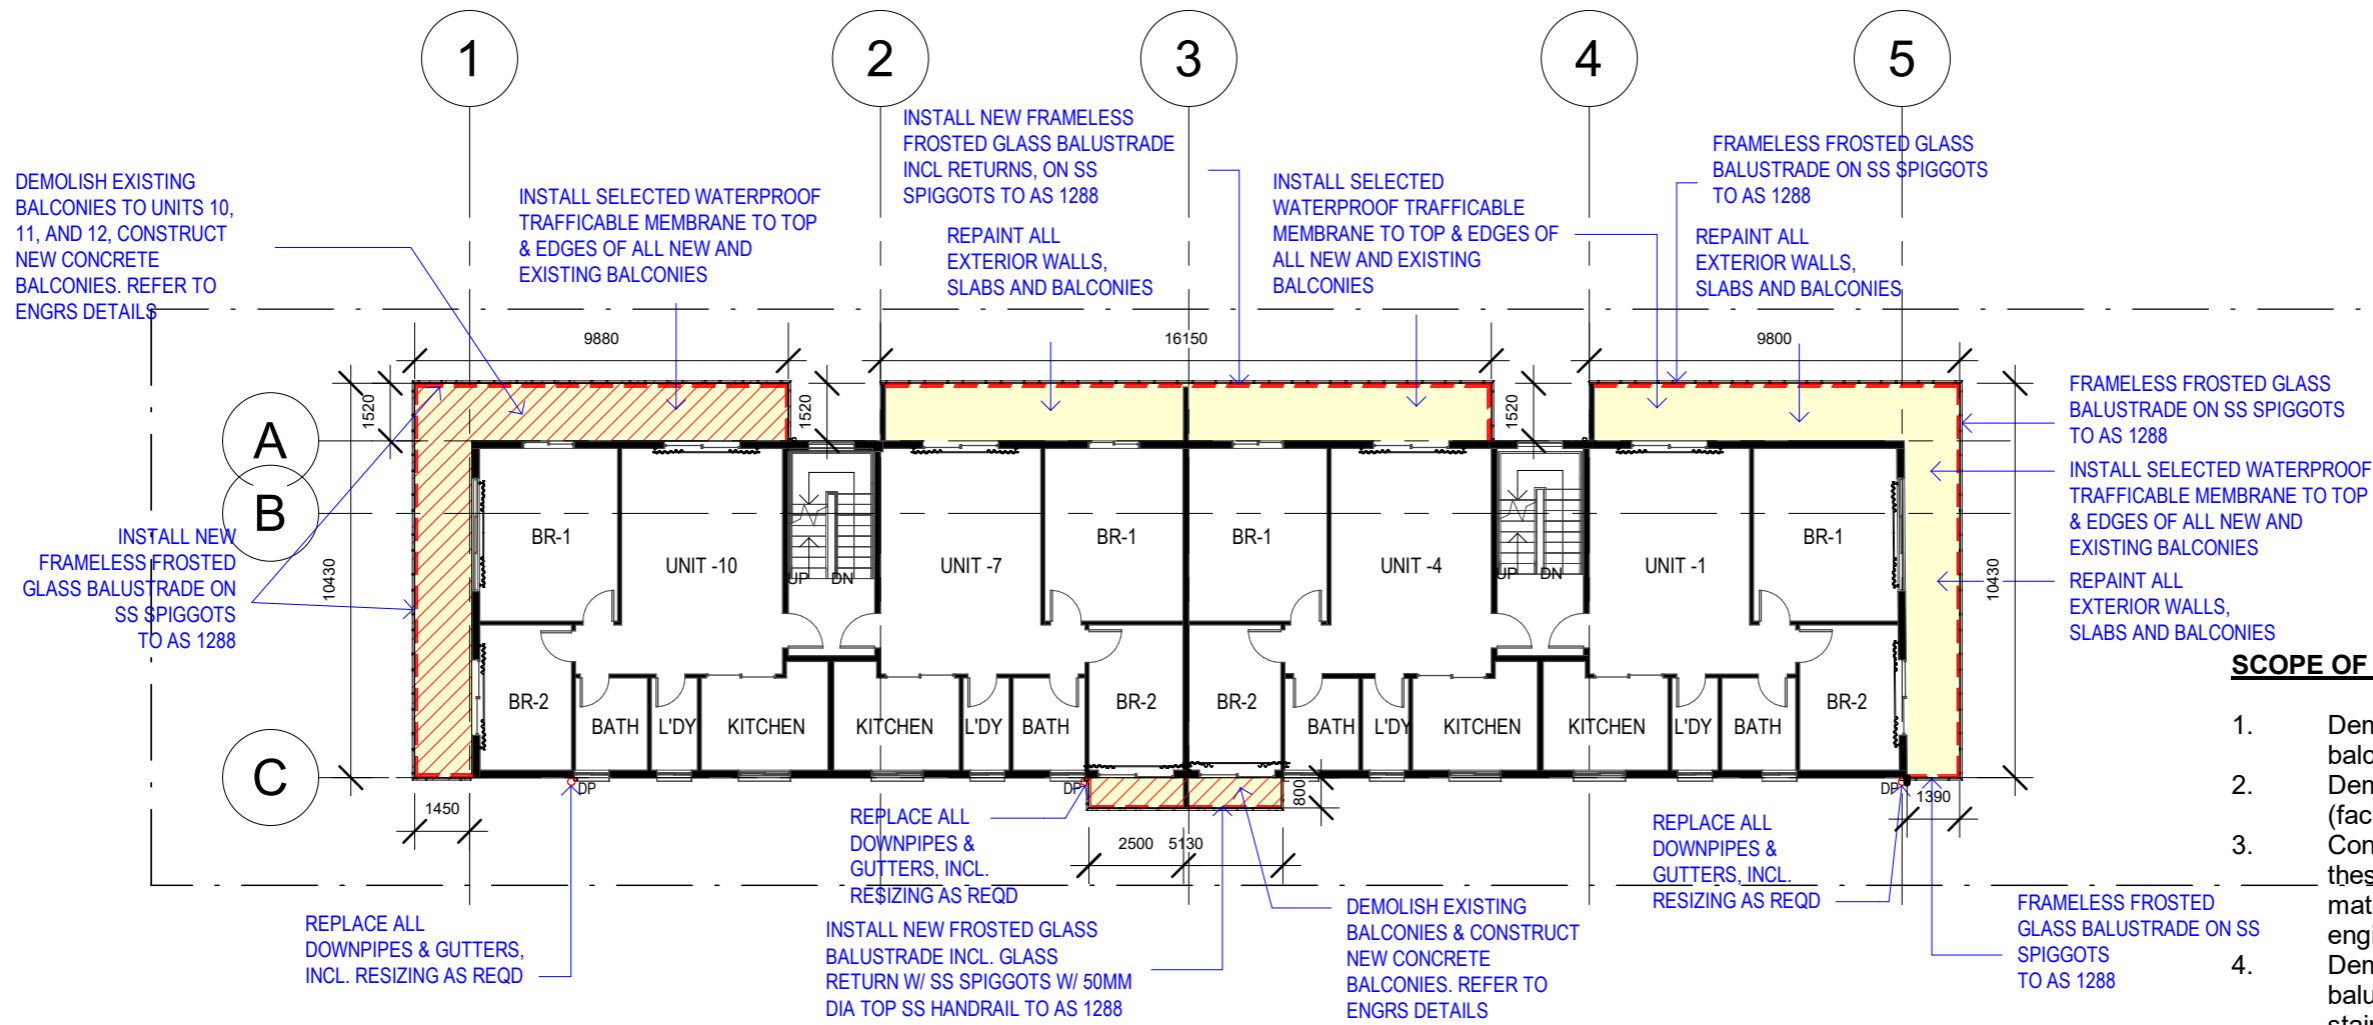 1
2
3
4
5
DEMOLISH EXISTING
BALCONIES TO UNITS 10,
11, AND 12, CONSTRUCT
NEW CONCRETE
BALCONIES. REFER TO
ENGRS DETAILS
INSTALL SELECTED WATERPROOF
TRAFFICABLE MEMBRANE TO TOP
& EDGES OF ALL NEW AND
EXISTING BALCONIES
INSTALL NEW FRAMELESS
FROSTED GLASS BALUSTRADE
INCL RETURNS, ON SS
SPIGGOTS TO AS 1288
REPAINT ALL
EXTERIOR WALLS,
SLABS AND BALCONIES
INSTALL SELECTED
WATERPROOF TRAFFICABLE
MEMBRANE TO TOP & EDGES OF
ALL NEW AND EXISTING
BALCONIES
FRAMELESS FROSTED GLASS
BALUSTRADE ON SS SPIGGOTS
TO AS 1288
REPAINT ALL
EXTERIOR WALLS,
SLABS AND BALCONIES
9880
16150
9800
1520
1520
1520
A
B
C
10430
10430
FRAMELESS FROSTED GLASS
BALUSTRADE ON SS SPIGGOTS
TO AS 1288
INSTALL SELECTED WATERPROOF
TRAFFICABLE MEMBRANE TO TOP
& EDGES OF ALL NEW AND
EXISTING BALCONIES
REPAINT ALL
EXTERIOR WALLS,
SLABS AND BALCONIES
INSTALL NEW
FRAMELESS FROSTED
GLASS BALUSTRADE ON
SS SPIGGOTS
TO AS 1288
BR-1
UNIT -10
UP DN
UNIT -7
BR-1
BR-1
UNIT -4
UP DN
UNIT -1
BR-1
BR-2
BATH
L'DY
KITCHEN
KITCHEN
L'DY
BATH
BR-2
BR-2
BATH
L'DY
KITCHEN
KITCHEN
L'DY
BATH
BR-2
DP
DP
DP
1450
800
2500
5130
1390
REPLACE ALL
DOWNPIPES & GUTTERS,
INCL. RESIZING AS REQD
REPLACE ALL
DOWNPIPES &
GUTTERS, INCL.
RESIZING AS REQD
INSTALL NEW FROSTED GLASS
BALUSTRADE INCL. GLASS
RETURN W/ SS SPIGGOTS W/ 50MM
DIA TOP SS HANDRAIL TO AS 1288
DEMOLISH EXISTING
BALCONIES & CONSTRUCT
NEW CONCRETE
BALCONIES. REFER TO
ENGRS DETAILS
REPLACE ALL
DOWNPIPES &
GUTTERS, INCL.
RESIZING AS REQD
FRAMELESS FROSTED
GLASS BALUSTRADE ON SS
SPIGGOTS
TO AS 1288
SCOPE OF
1. Dem
balc
2. Dem
(fac
3. Con
thes
mate
engi
4. Dem
balu